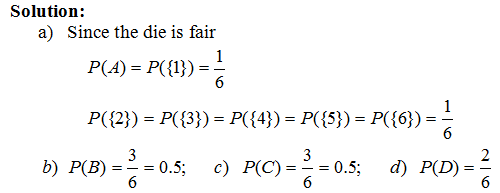 Solution:
a) Since the die is fair
P(A) = P({1}) = 1/6
P({2}) = P({3}) = P({4}) = P({5}) = P({6}) = 1/6
b) P(B) = 3/6 = 0.5; c) P(C) = 3/6 = 0.5; d) P(D) = 2/6